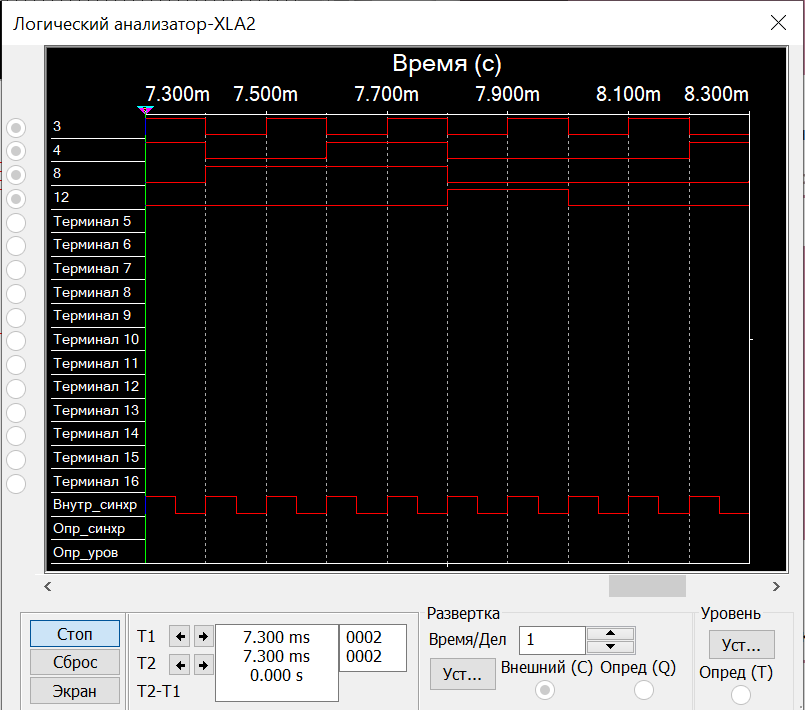 Логический анализатор-XLA2
Время (с)
7.300m 7.500m 7.700m 7.900m 8.100m 8.300m
3
4
8
12
Терминал 5
Терминал 6
Терминал 7
Терминал 8
Терминал 9
Терминал 10
Терминал 11
Терминал 12
Терминал 13
Терминал 14
Терминал 15
Терминал 16
Внутр_синхр
Опр_синхр
Опр_уров
Стоп
Сброс
Экран
T1 7.300 ms 0002
T2 7.300 ms 0002
T2-T1 0.000 s
Развертка
Время/Дел 1
Уст... Внешний (C) Опред (Q)
Уровень
Уст...
Опред (T)